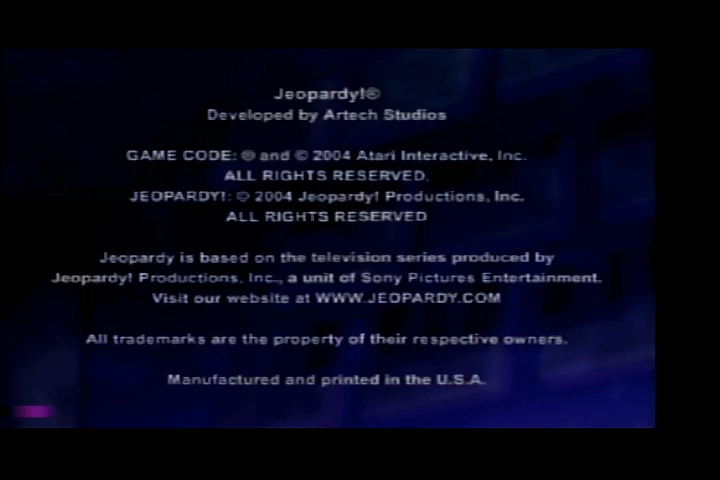 Jeopardy!®
Developed by Artech Studios
GAME CODE: ® and © 2004 Atari Interactive, Inc.
ALL RIGHTS RESERVED.
JEOPARDY!: © 2004 Jeopardy! Productions, Inc.
ALL RIGHTS RESERVED
Jeopardy is based on the television series produced by
Jeopardy! Productions, Inc., a unit of Sony Pictures Entertainment.
Visit our website at WWW.JEOPARDY.COM
All trademarks are the property of their respective owners.
Manufactured and printed in the U.S.A.